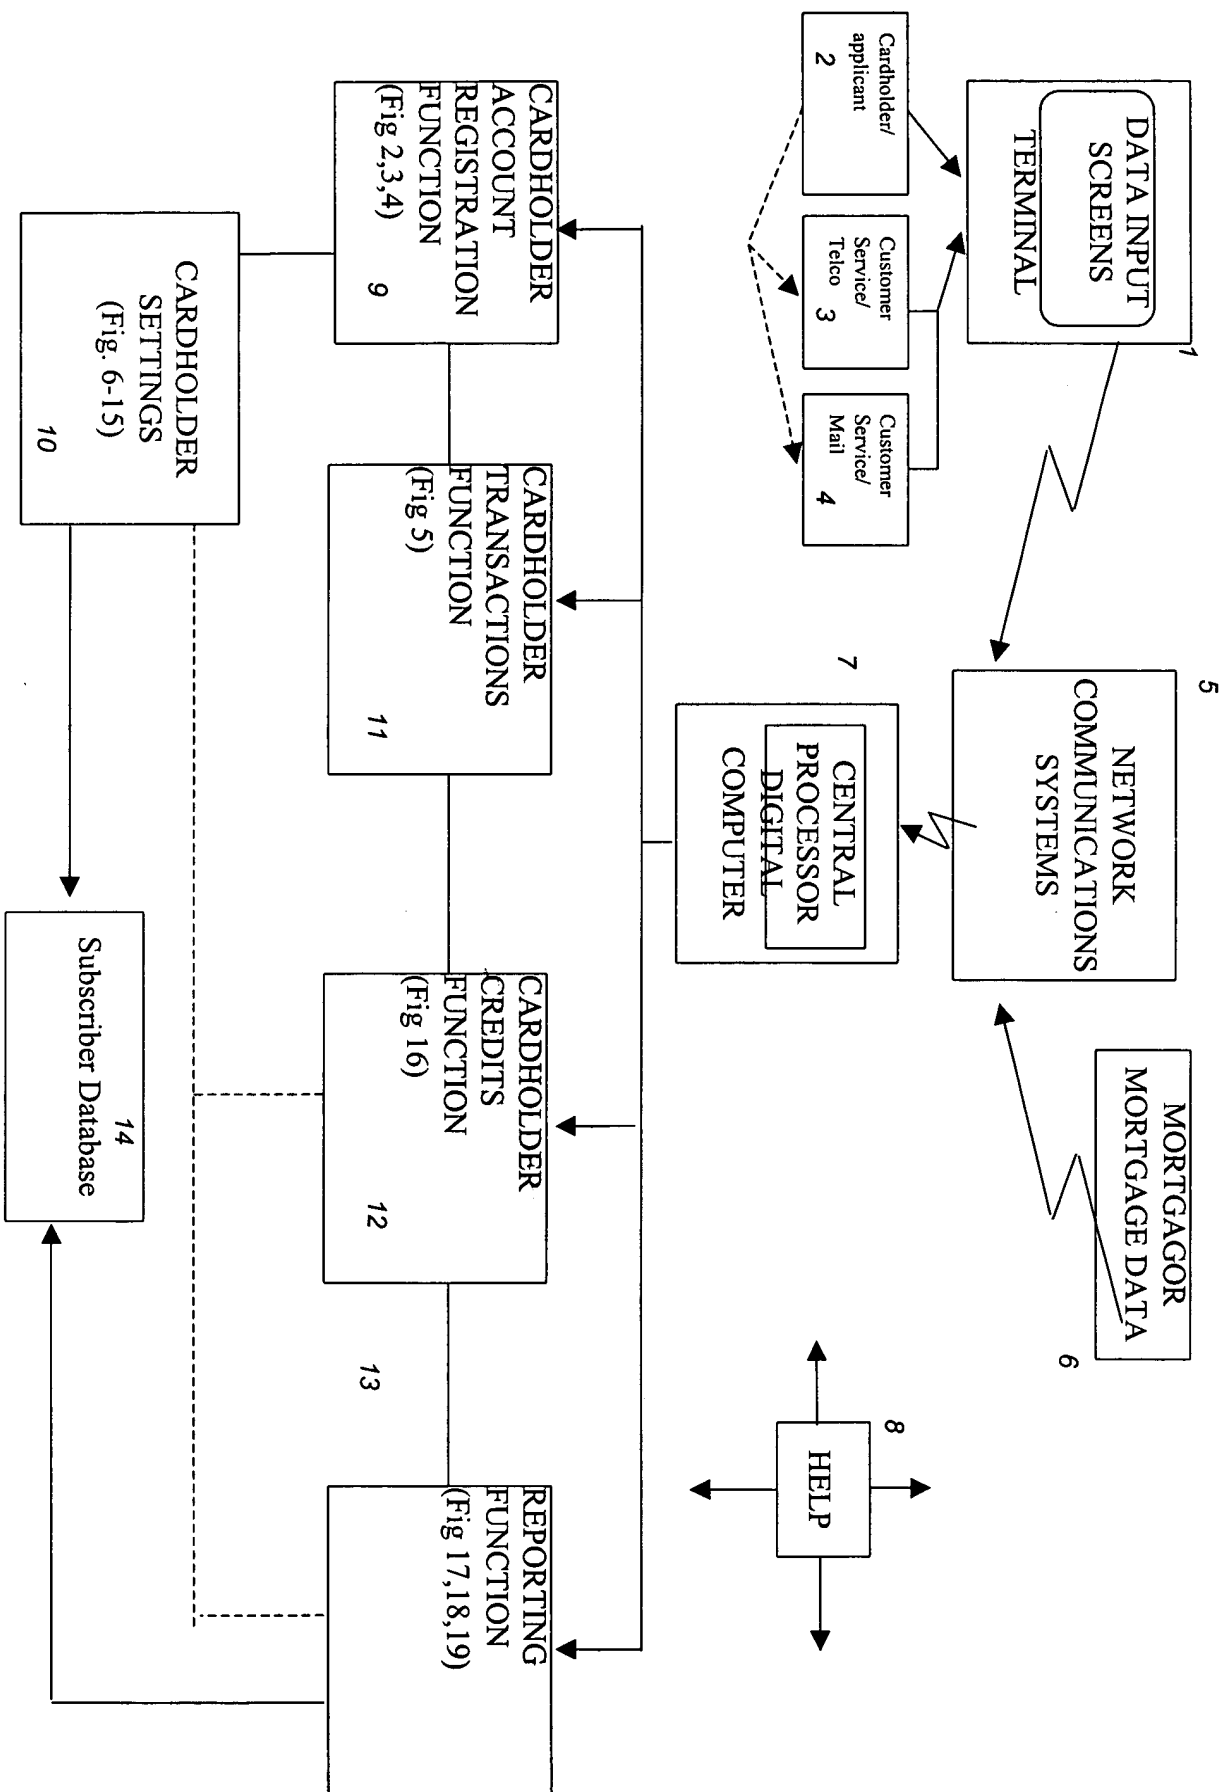 DATA INPUT
SCREENS
TERMINAL
1
Cardholder/
applicant
2
Customer
Service/
Telco
3
Customer
Service/
Mail
4
5
NETWORK
COMMUNICATIONS
SYSTEMS
MORTGAGOR
MORTGAGE DATA
6
7
CENTRAL
PROCESSOR
DIGITAL
COMPUTER
8
HELP
CARDHOLDER
ACCOUNT
REGISTRATION
FUNCTION
(Fig 2,3,4)
9
CARDHOLDER
TRANSACTIONS
FUNCTION
(Fig 5)
11
CARDHOLDER
CREDITS
FUNCTION
(Fig 16)
12
13
REPORTING
FUNCTION
(Fig 17,18,19)
CARDHOLDER
SETTINGS
(Fig. 6-15)
10
14
Subscriber Database